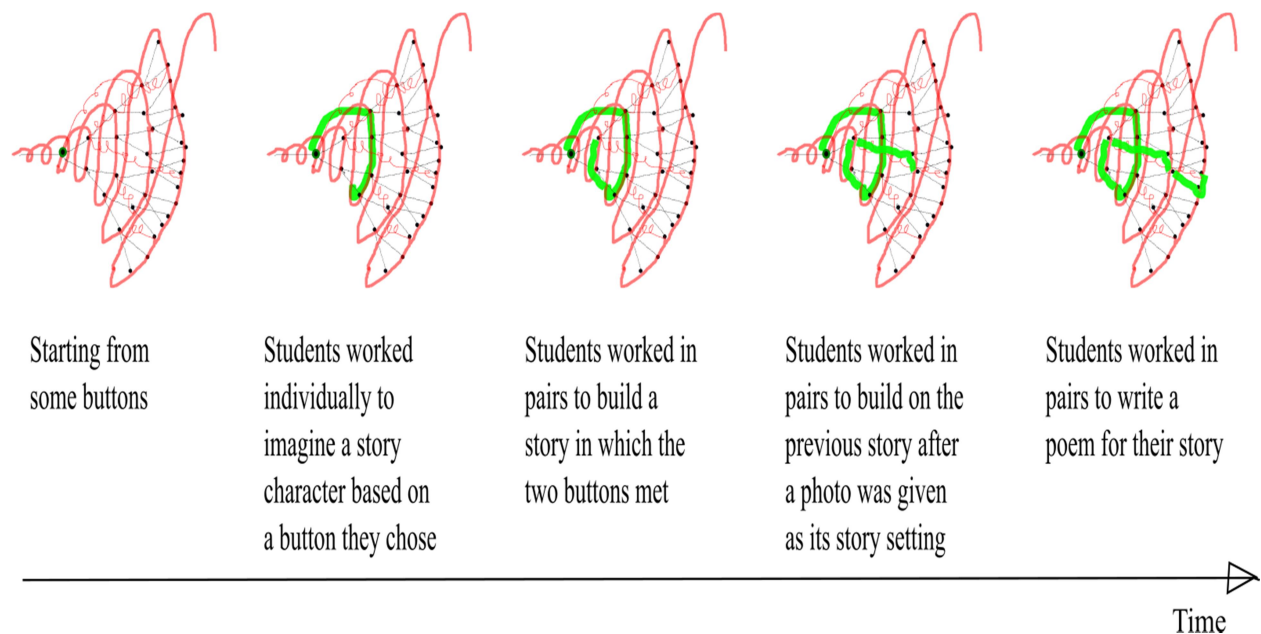 Starting from
some buttons
Students worked
individually to
imagine a story
character based on
a button they chose
Students worked in
pairs to build a
story in which the
two buttons met
Students worked in
pairs to build on the
previous story after
a photo was given
as its story setting
Students worked in
pairs to write a
poem for their story
Time